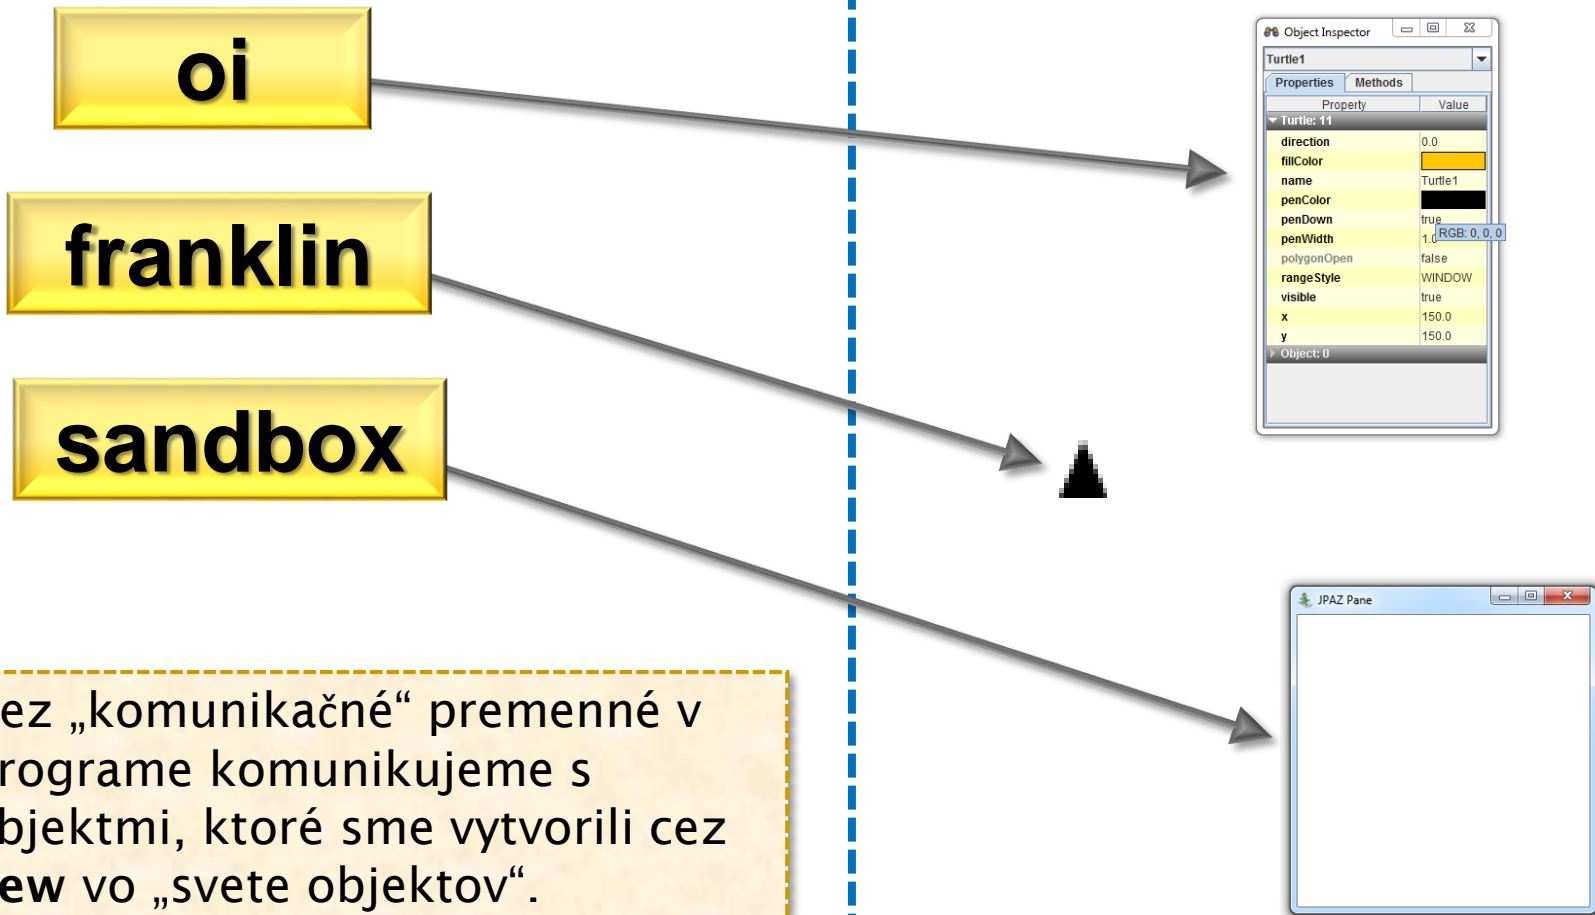 oi
franklin
sandbox
Object Inspector
Turtle1
Properties Methods
Property Value
Turtle: 11
direction 0.0
fillColor
name Turtle1
penColor
penDown true
penWidth 1.0
RGB: 0, 0, 0
polygonOpen false
rangeStyle WINDOW
visible true
x 150.0
y 150.0
Object: 0
JPAZ Pane
ez „komunikačné“ premenné v
rograme komunikujeme s
bjektmi, ktoré sme vytvorili cez
ew vo „svete objektov“.